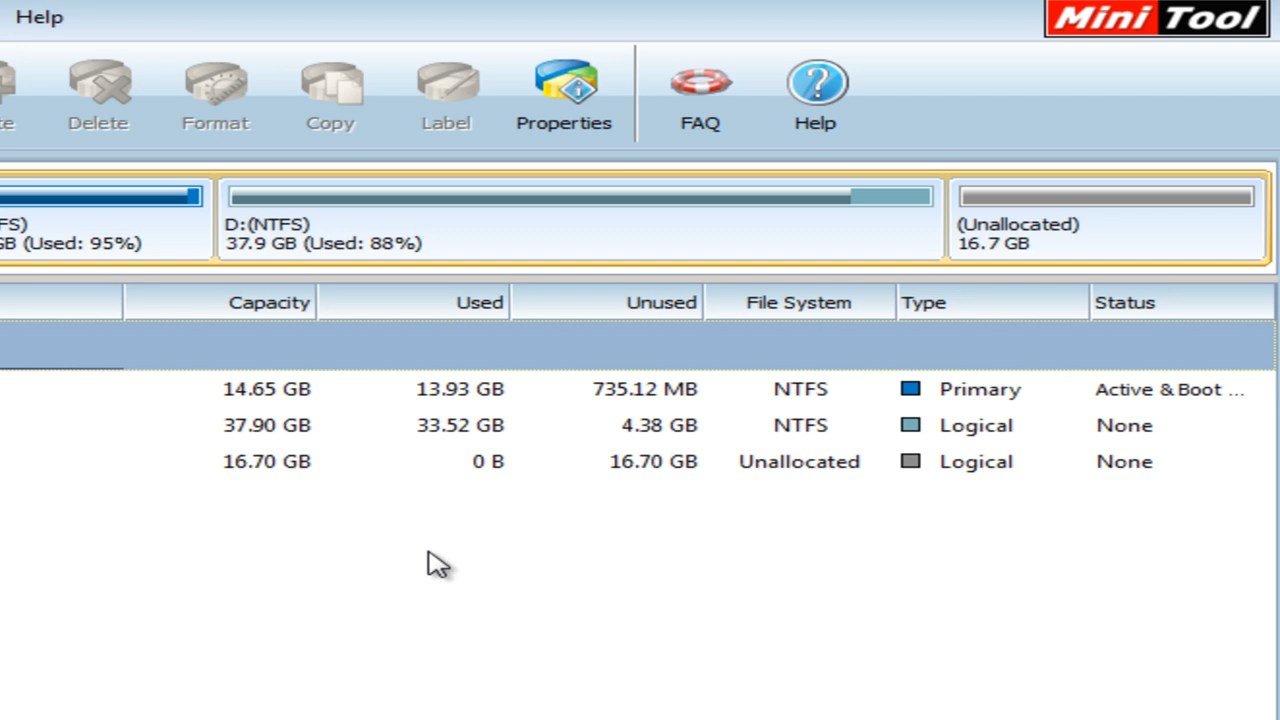 Help
Mini Tool
te Delete Format Copy Label Properties FAQ Help
FS) D:(NTFS) (Unallocated)
GB (Used: 95%) 37.9 GB (Used: 88%) 16.7 GB
Capacity Used Unused File System Type Status
14.65 GB 13.93 GB 735.12 MB NTFS Primary Active & Boot ...
37.90 GB 33.52 GB 4.38 GB NTFS Logical None
16.70 GB 0 B 16.70 GB Unallocated Logical None